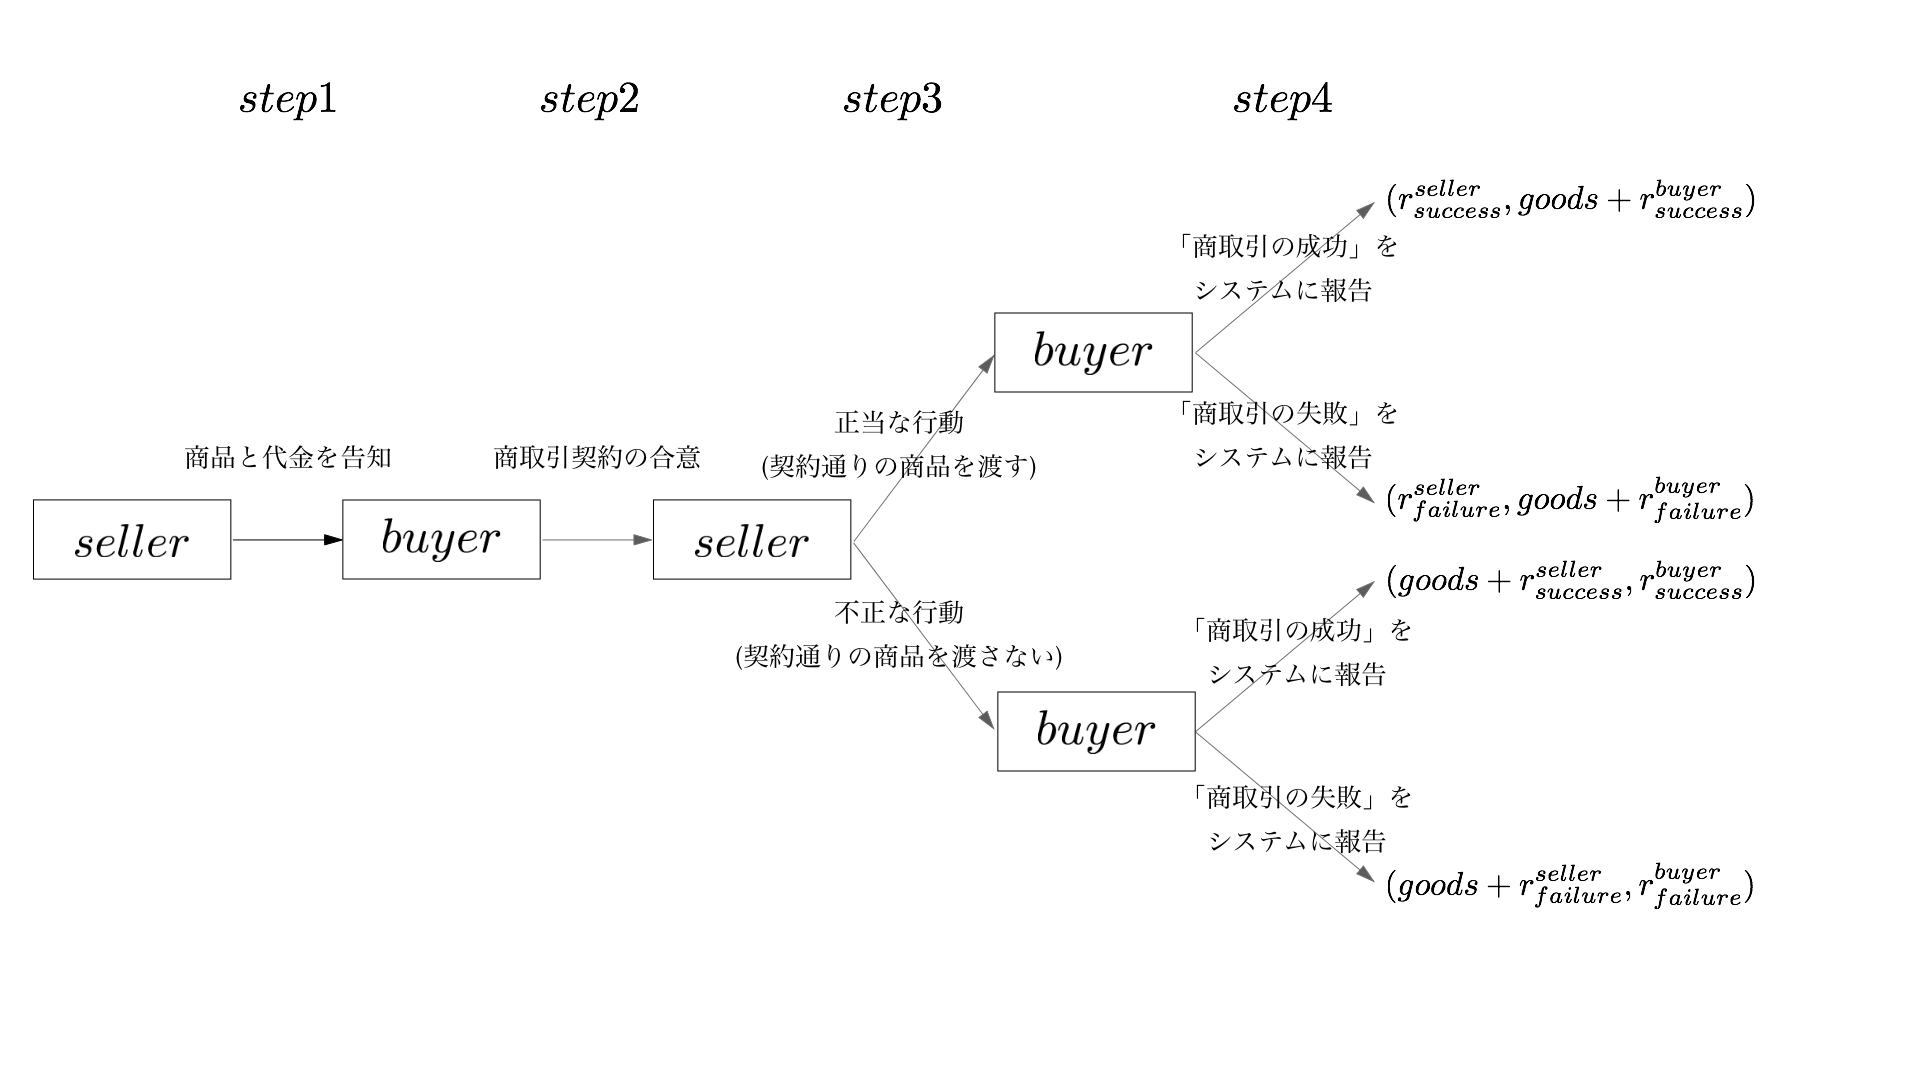 step1
step2
step3
step4
商品と代金を告知
seller
商取引契約の合意
buyer
seller
正当な行動
(契約通りの商品を渡す)
不正な行動
(契約通りの商品を渡さない)
buyer
「商取引の成功」を
システムに報告
(r^{seller}_{success}, goods + r^{buyer}_{success})
「商取引の失敗」を
システムに報告
(r^{seller}_{failure}, goods + r^{buyer}_{failure})
buyer
「商取引の成功」を
システムに報告
(goods + r^{seller}_{success}, r^{buyer}_{success})
「商取引の失敗」を
システムに報告
(goods + r^{seller}_{failure}, r^{buyer}_{failure})